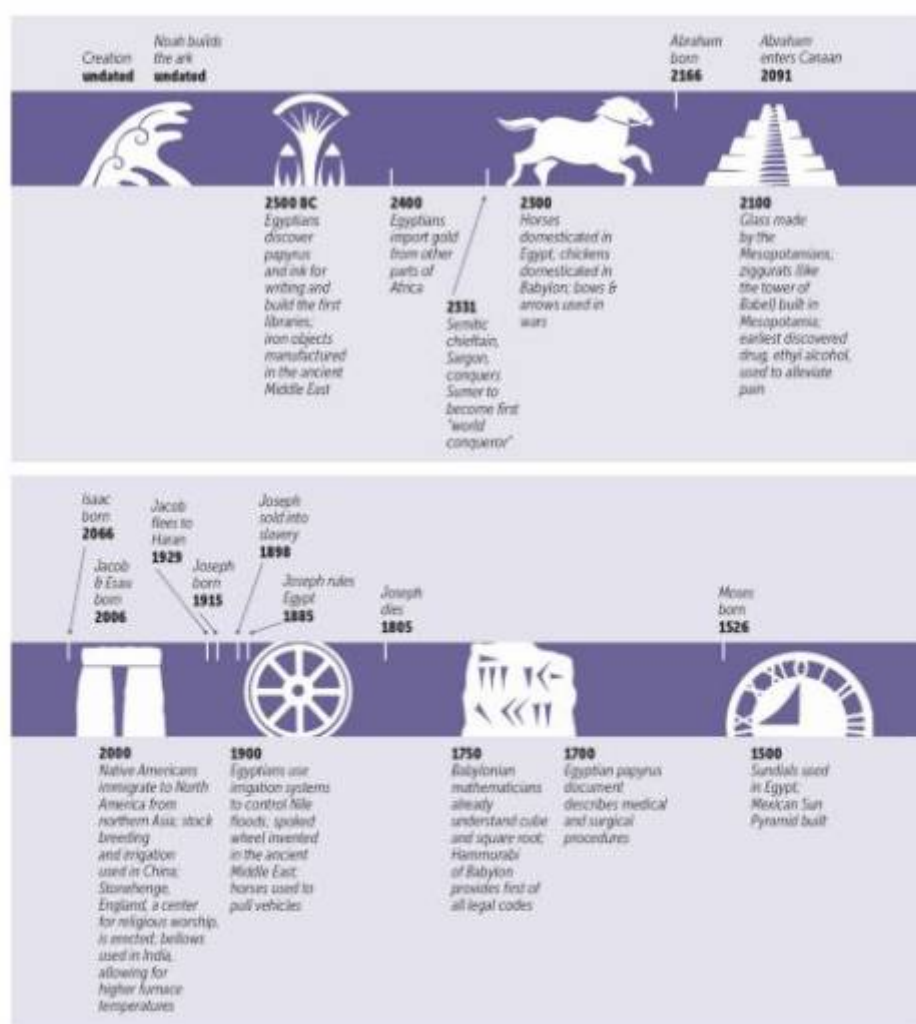 Creation
undated
Noah builds
the ark
undated
Abraham
born
2166
Abraham
enters Canaan
2091
2500 BC
Egyptians
discover
papyrus
and ink for
writing and
build the first
libraries;
iron objects
manufactured
in the ancient
Middle East
2400
Egyptians
import gold
from other
parts of
Africa
2331
Semitic
chieftain,
Sargon,
conquers
Sumer to
become first
"world
conqueror"
2300
Horses
domesticated in
Egypt; chickens
domesticated in
Babylon; bows &
arrows used in
wars
2100
Glass made
by the
Mesopotamians;
ziggurats (like
the tower of
Babel) built in
Mesopotamia;
earliest discovered
drug, ethyl alcohol,
used to alleviate
pain
Isaac
born
2066
Jacob
& Esau
born
2006
Jacob
flees to
Haran
1929
Joseph
born
1915
Joseph
sold into
slavery
1898
Joseph rules
Egypt
1885
Joseph
dies
1805
Moses
born
1526
2000
Native Americans
immigrate to North
America from
northern Asia; stock
breeding
and irrigation
used in China;
Stonehenge,
England, a center
for religious worship,
is erected; bellows
used in India,
allowing for
higher furnace
temperatures
1900
Egyptians use
irrigation systems
to control Nile
floods; spoked
wheel invented
in the ancient
Middle East;
horses used to
pull vehicles
1750
Babylonian
mathematicians
already
understand cube
and square root;
Hammurabi
of Babylon
provides first of
all legal codes
1700
Egyptian papyrus
document
describes medical
and surgical
procedures
1500
Sundials used
in Egypt;
Mexican Sun
Pyramid built